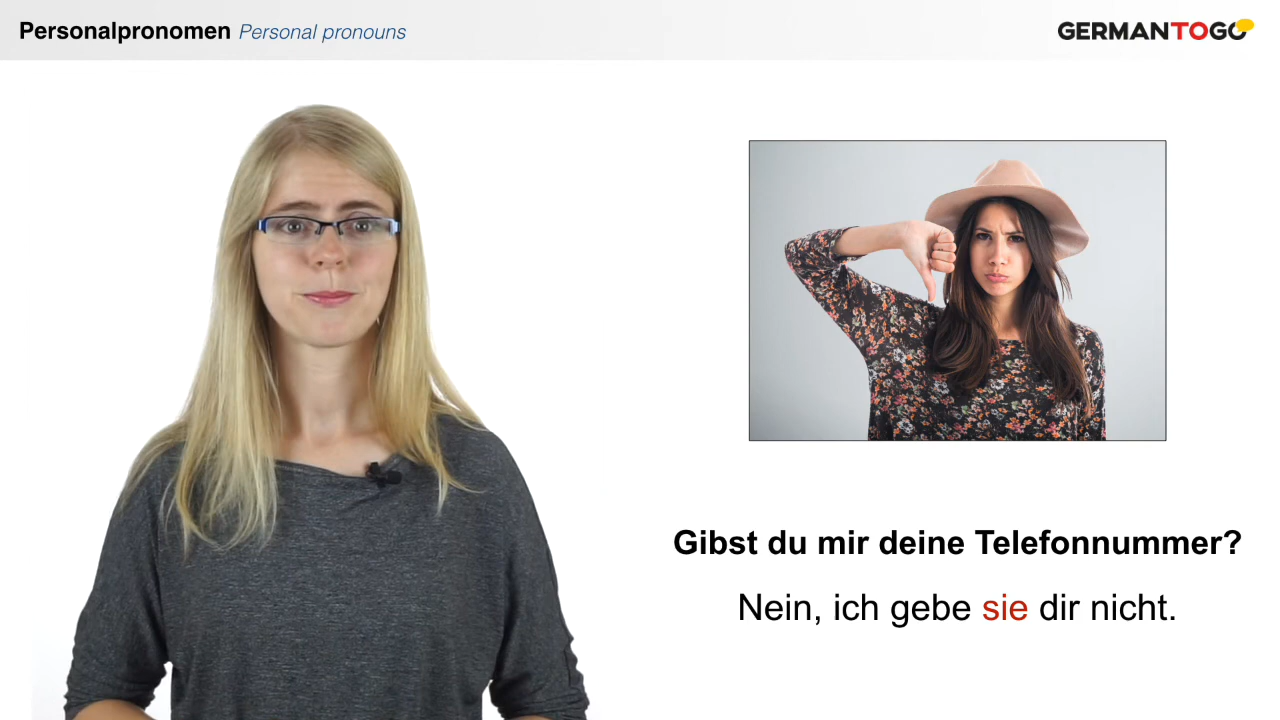 Personalpronomen Personal pronouns
GERMANTOGO
Gibst du mir deine Telefonnummer?
Nein, ich gebe sie dir nicht.